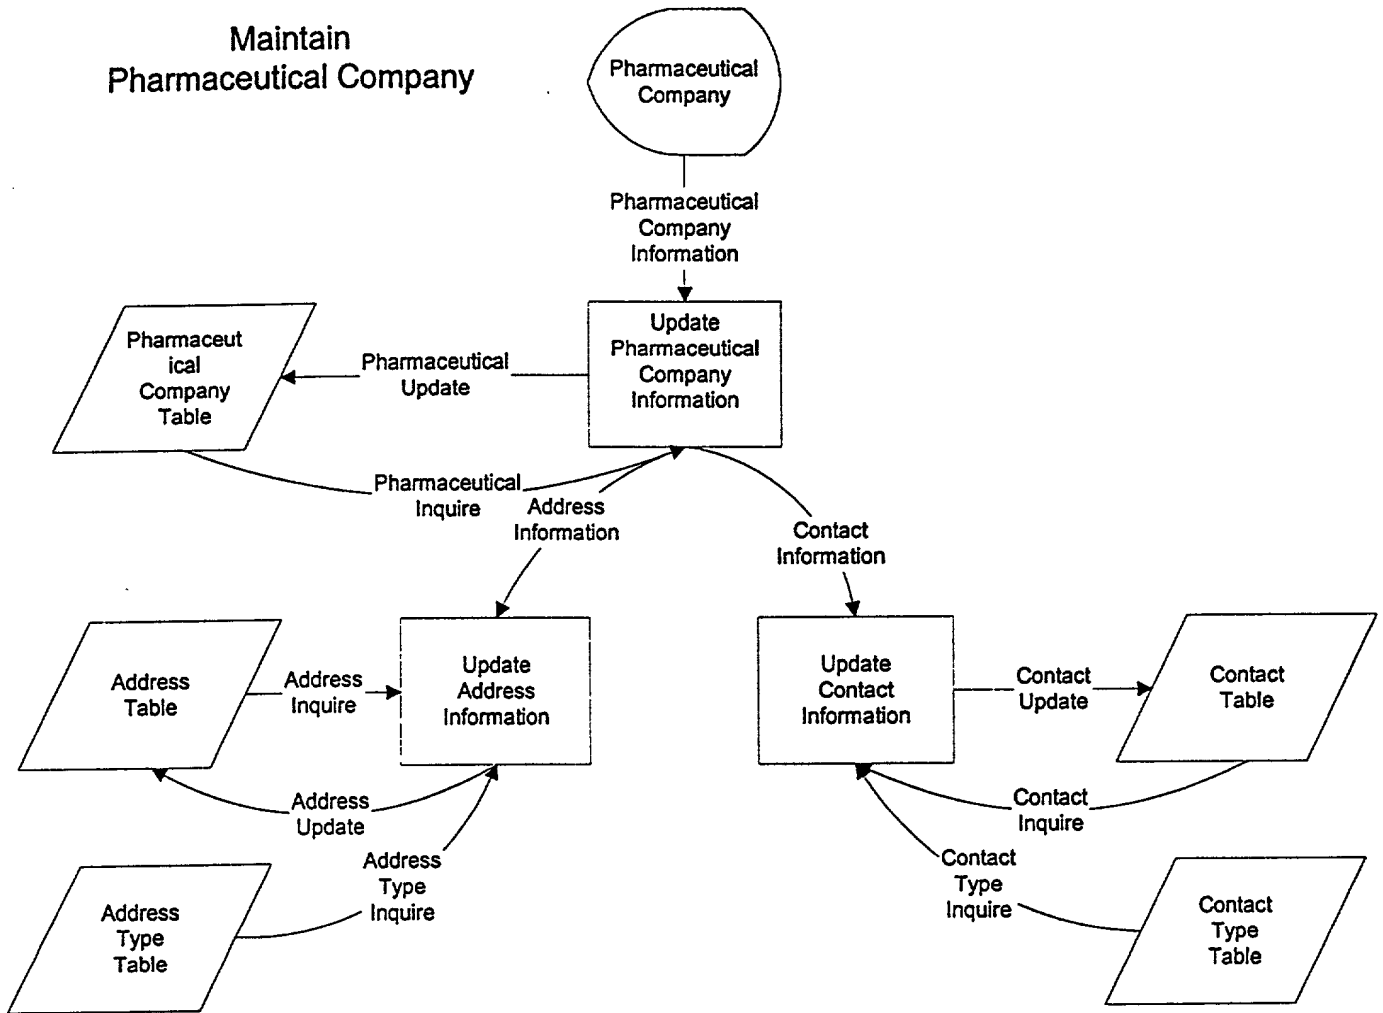 Maintain
Pharmaceutical Company
Pharmaceutical
Company
Pharmaceutical
Company
Information
Update
Pharmaceutical
Company
Information
Pharmaceutical
Update
Pharmaceut
ical
Company
Table
Pharmaceutical
Inquire
Address
Information
Contact
Information
Address
Table
Address
Inquire
Update
Address
Information
Update
Contact
Information
Contact
Update
Contact
Table
Address
Update
Contact
Inquire
Address
Type
Inquire
Contact
Type
Inquire
Address
Type
Table
Contact
Type
Table